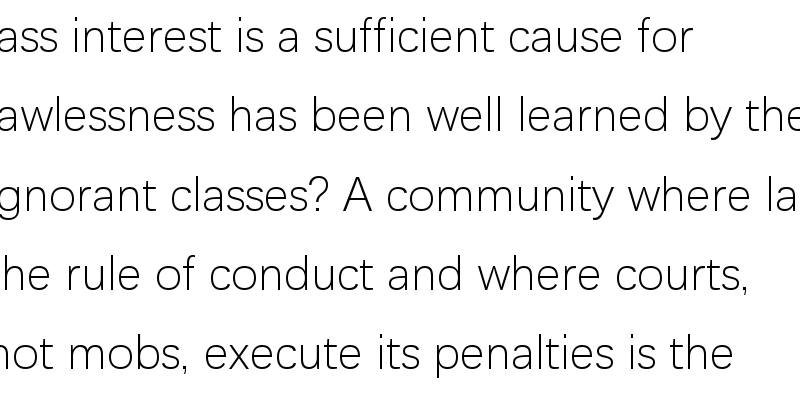 ass interest is a sufficient cause for
awlessness has been well learned by the
gnorant classes? A community where la
he rule of conduct and where courts,
not mobs, execute its penalties is the